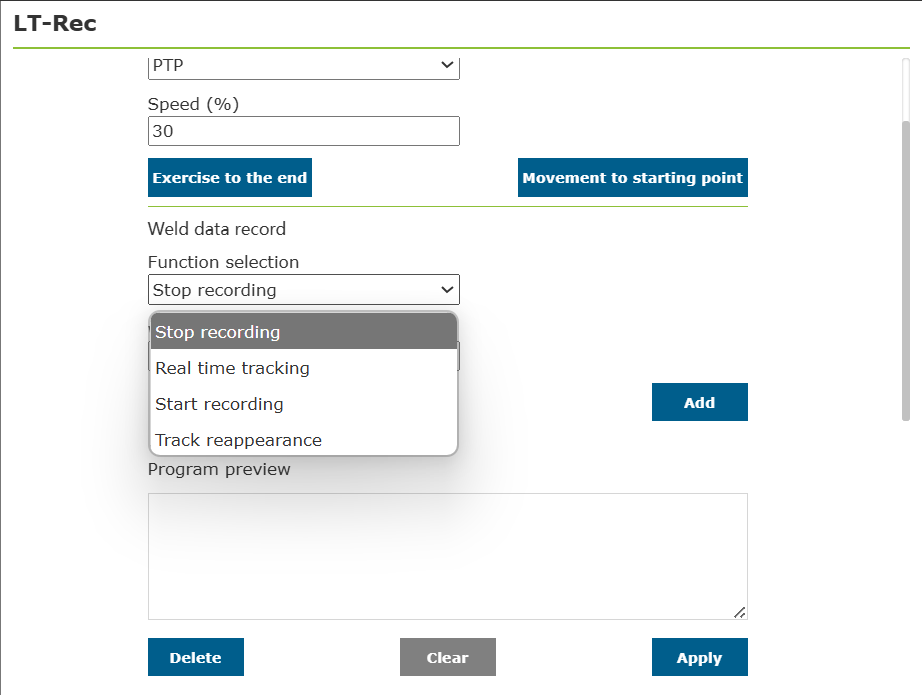 LT-Rec
PTP
Speed (%)
30
Exercise to the end
Movement to starting point
Weld data record
Function selection
Stop recording
Stop recording
Real time tracking
Start recording
Track reappearance
Add
Program preview
Delete
Clear
Apply